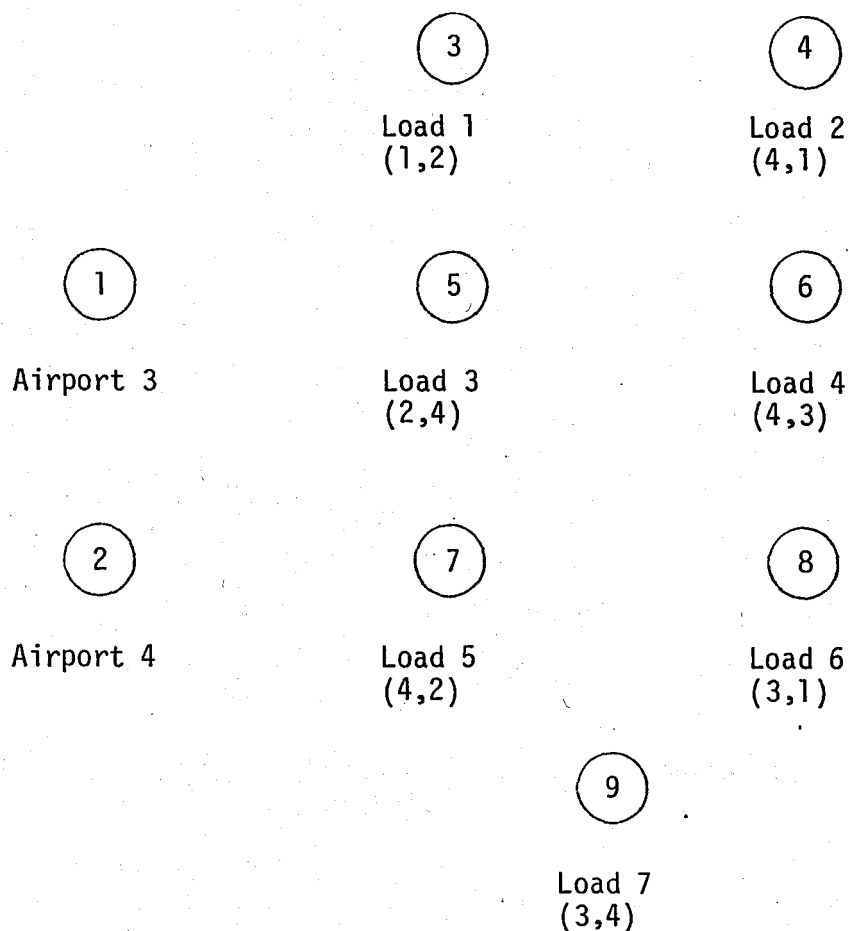 3
4
Load 1
(1,2)
Load 2
(4,1)
1
5
6
Airport 3
Load 3
(2,4)
Load 4
(4,3)
2
7
8
Airport 4
Load 5
(4,2)
Load 6
(3,1)
9
Load 7
(3,4)